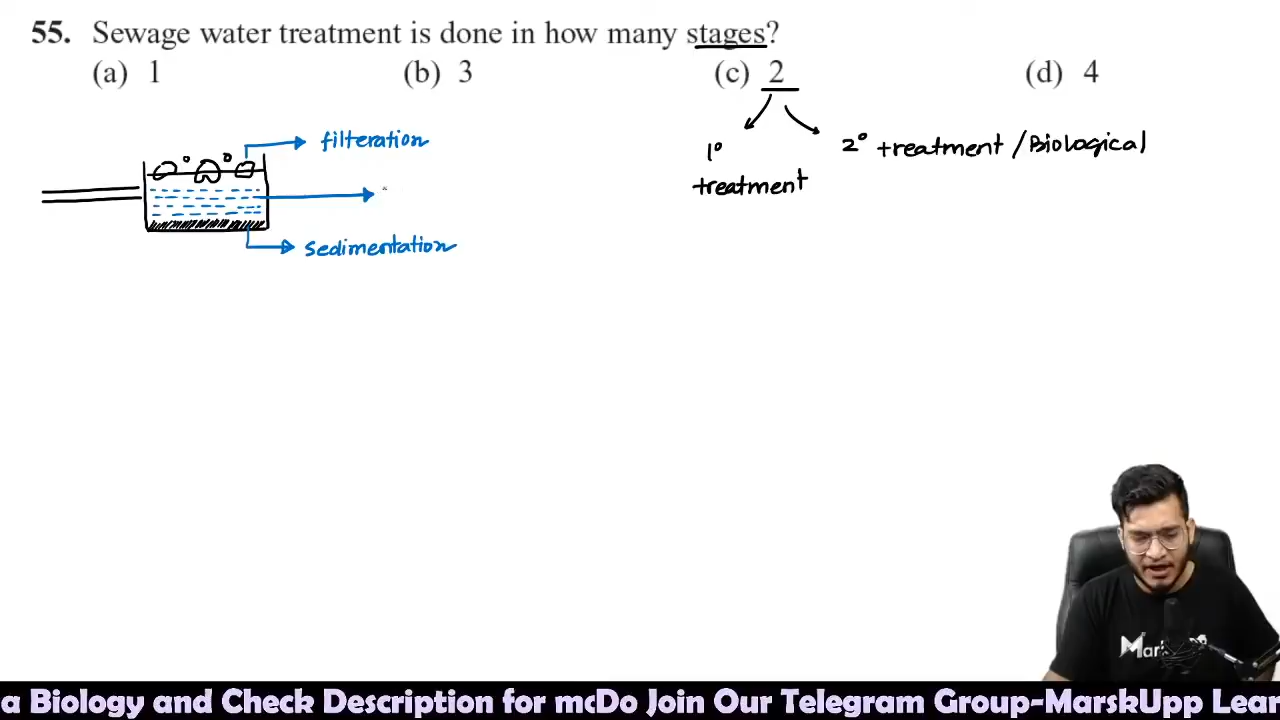 55. Sewage water treatment is done in how many stages?
(a) 1 (b) 3 (c) 2 (d) 4
filteration
1° treatment
2° treatment / Biological
sedimentation
a Biology and Check Description for mcDo Join Our Telegram Group-MarskUpp Lear